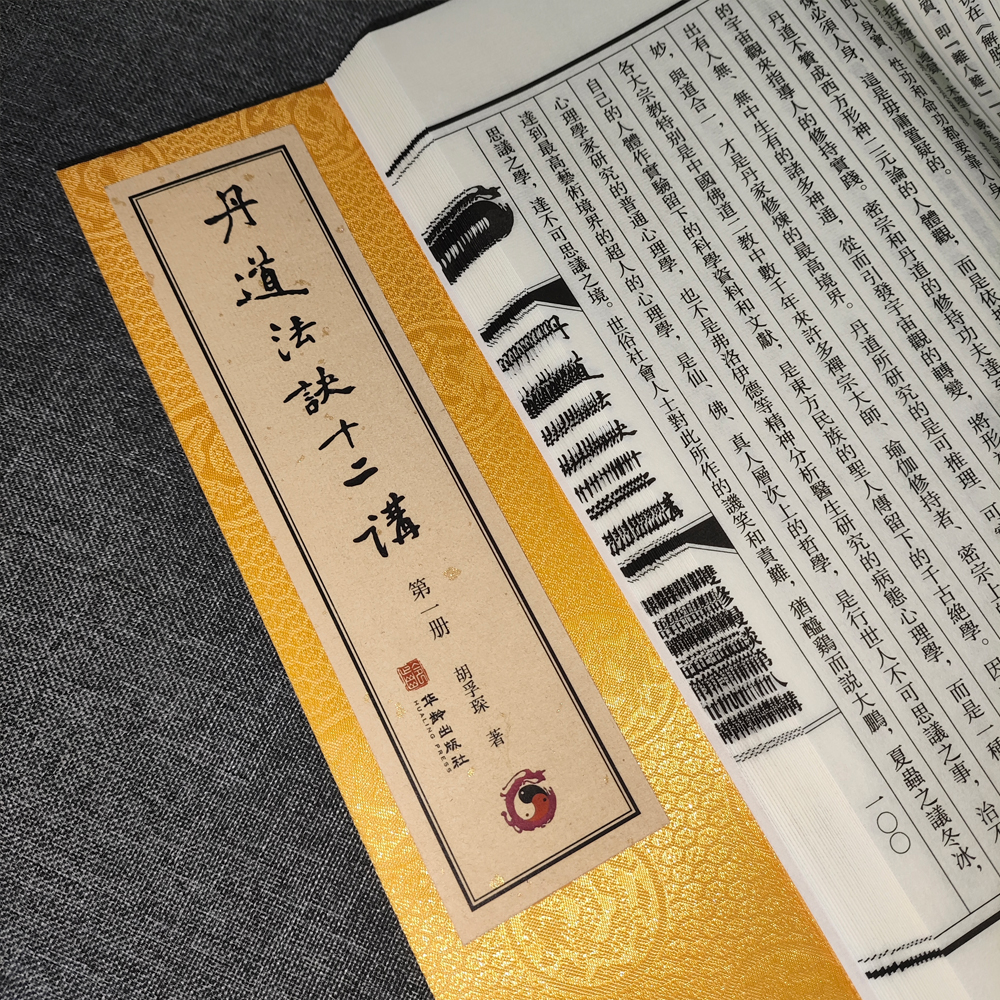 丹道法訣十二講
第一册
胡孚琛 著
华龄出版社
HUALING PRESS
丹道不贊成西方形神二元論的人體觀，而是依
的宇宙觀來指導人的修持實踐。密宗和丹道的修持功夫達
出有人無、無中生有的諸多神通，從而引發宇宙觀的轉變，將形
妙，與道合一，才是丹家修煉的最高境界。丹道所研究的是可推理、可
各大宗教特別是中國佛道二教中數千年來許多禪宗大師、瑜伽修持者、密宗
自己的人體作實驗留下的科學資料和文獻，是東方民族的聖人傳留下的千古絕學。
心理學家研究的普通心理學，也不是佛洛伊德等精神分析醫生研究的病態心理學，而是一種
達到最高藝術境界的超人的心理學，是仙、佛、真人層次上的哲學，是行世人不可思議之事，治
思議之學，達不可思議之境。世俗社會人士對此所作的譏笑和責難，猶醯鷄而説大鵬，夏蟲之議冬冰，
丹道法訣十二講
一〇〇